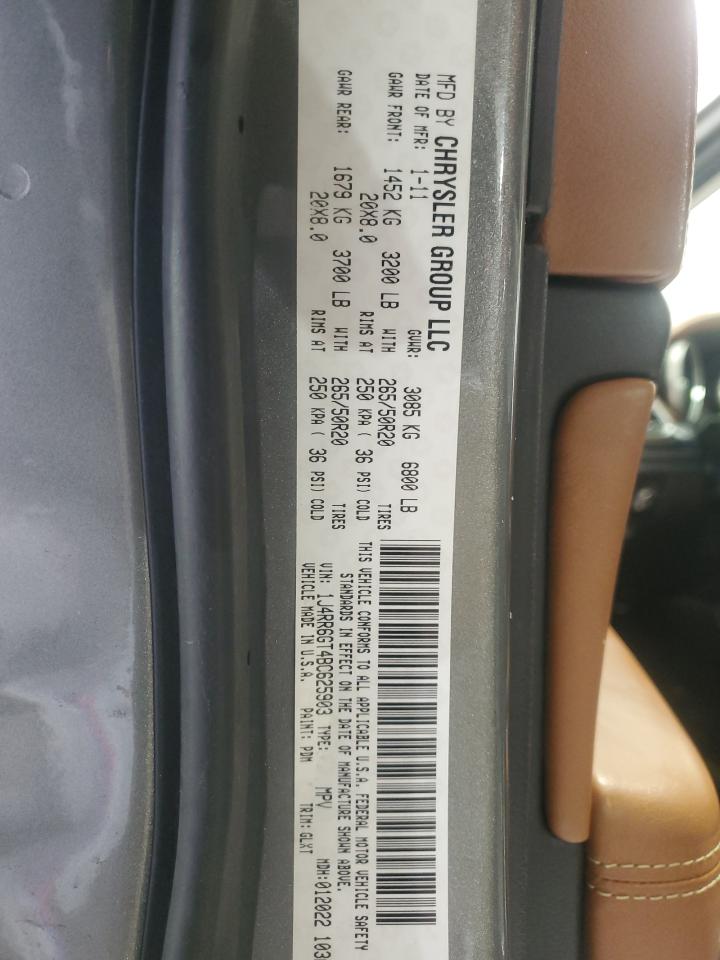 MFD BY CHRYSLER GROUP LLC
DATE OF MFR: 1-11 GVWR: 3085 KG 6800 LB
GAWR FRONT: 1452 KG 3200 LB WITH 265/50R20 TIRES
20X8.0 RIMS AT 250 KPA ( 36 PSI) COLD
GAWR REAR: 1679 KG 3700 LB WITH 265/50R20 TIRES
20X8.0 RIMS AT 250 KPA ( 36 PSI) COLD
THIS VEHICLE CONFORMS TO ALL APPLICABLE U.S.A. FEDERAL MOTOR VEHICLE SAFETY
STANDARDS IN EFFECT ON THE DATE OF MANUFACTURE SHOWN ABOVE.
VIN: 1J4RR6GT4BC625903 TYPE: MPV MDH:012022
VEHICLE MADE IN U.S.A. PAINT: PDM TRIM: GLXT